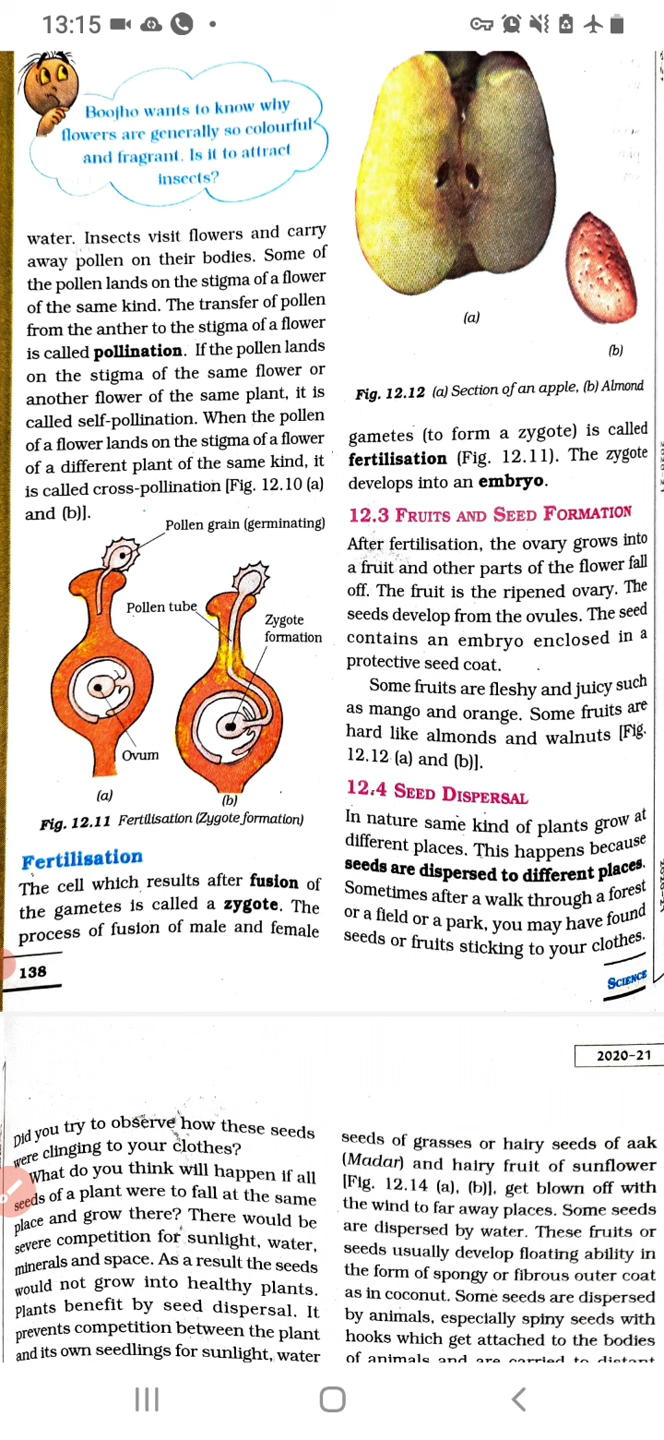 13:15
Boojho wants to know why
flowers are generally so colourful
and fragrant. Is it to attract
insects?
water. Insects visit flowers and carry
away pollen on their bodies. Some of
the pollen lands on the stigma of a flower
of the same kind. The transfer of pollen
from the anther to the stigma of a flower
is called pollination. If the pollen lands
on the stigma of the same flower or
another flower of the same plant, it is
called self-pollination. When the pollen
of a flower lands on the stigma of a flower
of a different plant of the same kind, it
is called cross-pollination [Fig. 12.10 (a)
and (b)].
Pollen grain (germinating)
Pollen tube
Zygote
formation
Ovum
(a)
(b)
Fig. 12.11 Fertilisation (Zygote formation)
Fertilisation
The cell which results after fusion of
the gametes is called a zygote. The
process of fusion of male and female
138
(a)
(b)
Fig. 12.12 (a) Section of an apple, (b) Almond
gametes (to form a zygote) is called
fertilisation (Fig. 12.11). The zygote
develops into an embryo.
12.3 FRUITS AND SEED FORMATION
After fertilisation, the ovary grows into
a fruit and other parts of the flower fall
off. The fruit is the ripened ovary. The
seeds develop from the ovules. The seed
contains an embryo enclosed in a
protective seed coat.
Some fruits are fleshy and juicy such
as mango and orange. Some fruits are
hard like almonds and walnuts [Fig.
12.12 (a) and (b)].
12.4 SEED DISPERSAL
In nature same kind of plants grow at
different places. This happens because
seeds are dispersed to different places.
Sometimes after a walk through a forest
or a field or a park, you may have found
seeds or fruits sticking to your clothes.
SCIENCE
2020-21
Did you try to observe how these seeds
were clinging to your clothes?
What do you think will happen if all
seeds of a plant were to fall at the same
place and grow there? There would be
severe competition for sunlight, water,
minerals and space. As a result the seeds
would not grow into healthy plants.
Plants benefit by seed dispersal. It
prevents competition between the plant
and its own seedlings for sunlight, water
seeds of grasses or hairy seeds of aak
(Madar) and hairy fruit of sunflower
[Fig. 12.14 (a), (b)], get blown off with
the wind to far away places. Some seeds
are dispersed by water. These fruits or
seeds usually develop floating ability in
the form of spongy or fibrous outer coat
as in coconut. Some seeds are dispersed
by animals, especially spiny seeds with
hooks which get attached to the bodies
of animals and are carried to distant